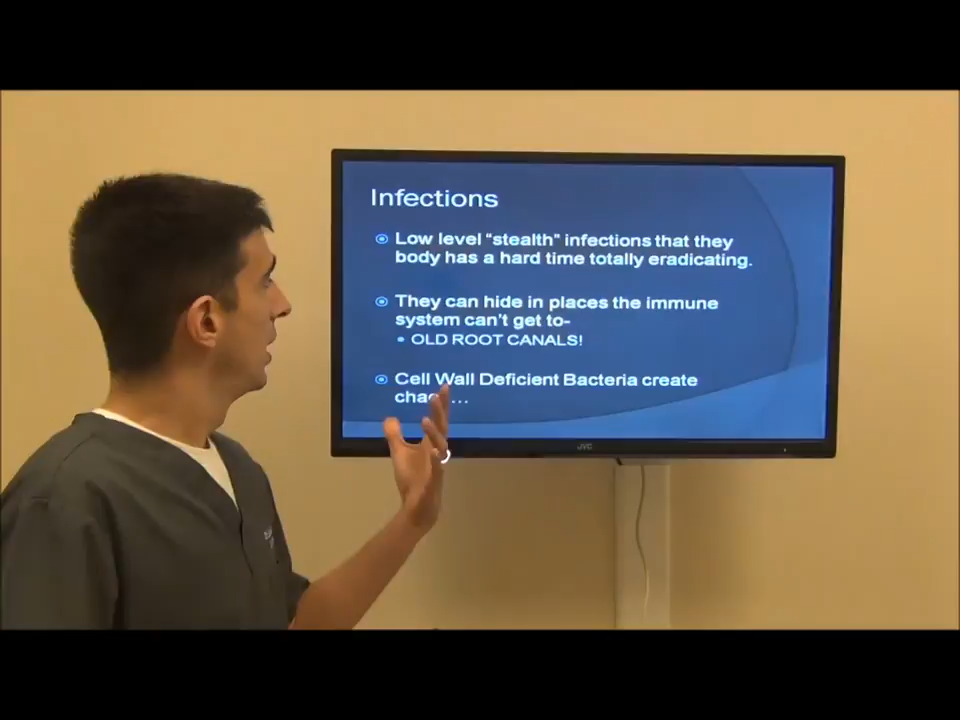 Infections
Low level “stealth” infections that they
body has a hard time totally eradicating.
They can hide in places the immune
system can’t get to-
• OLD ROOT CANALS!
Cell Wall Deficient Bacteria create
JVC